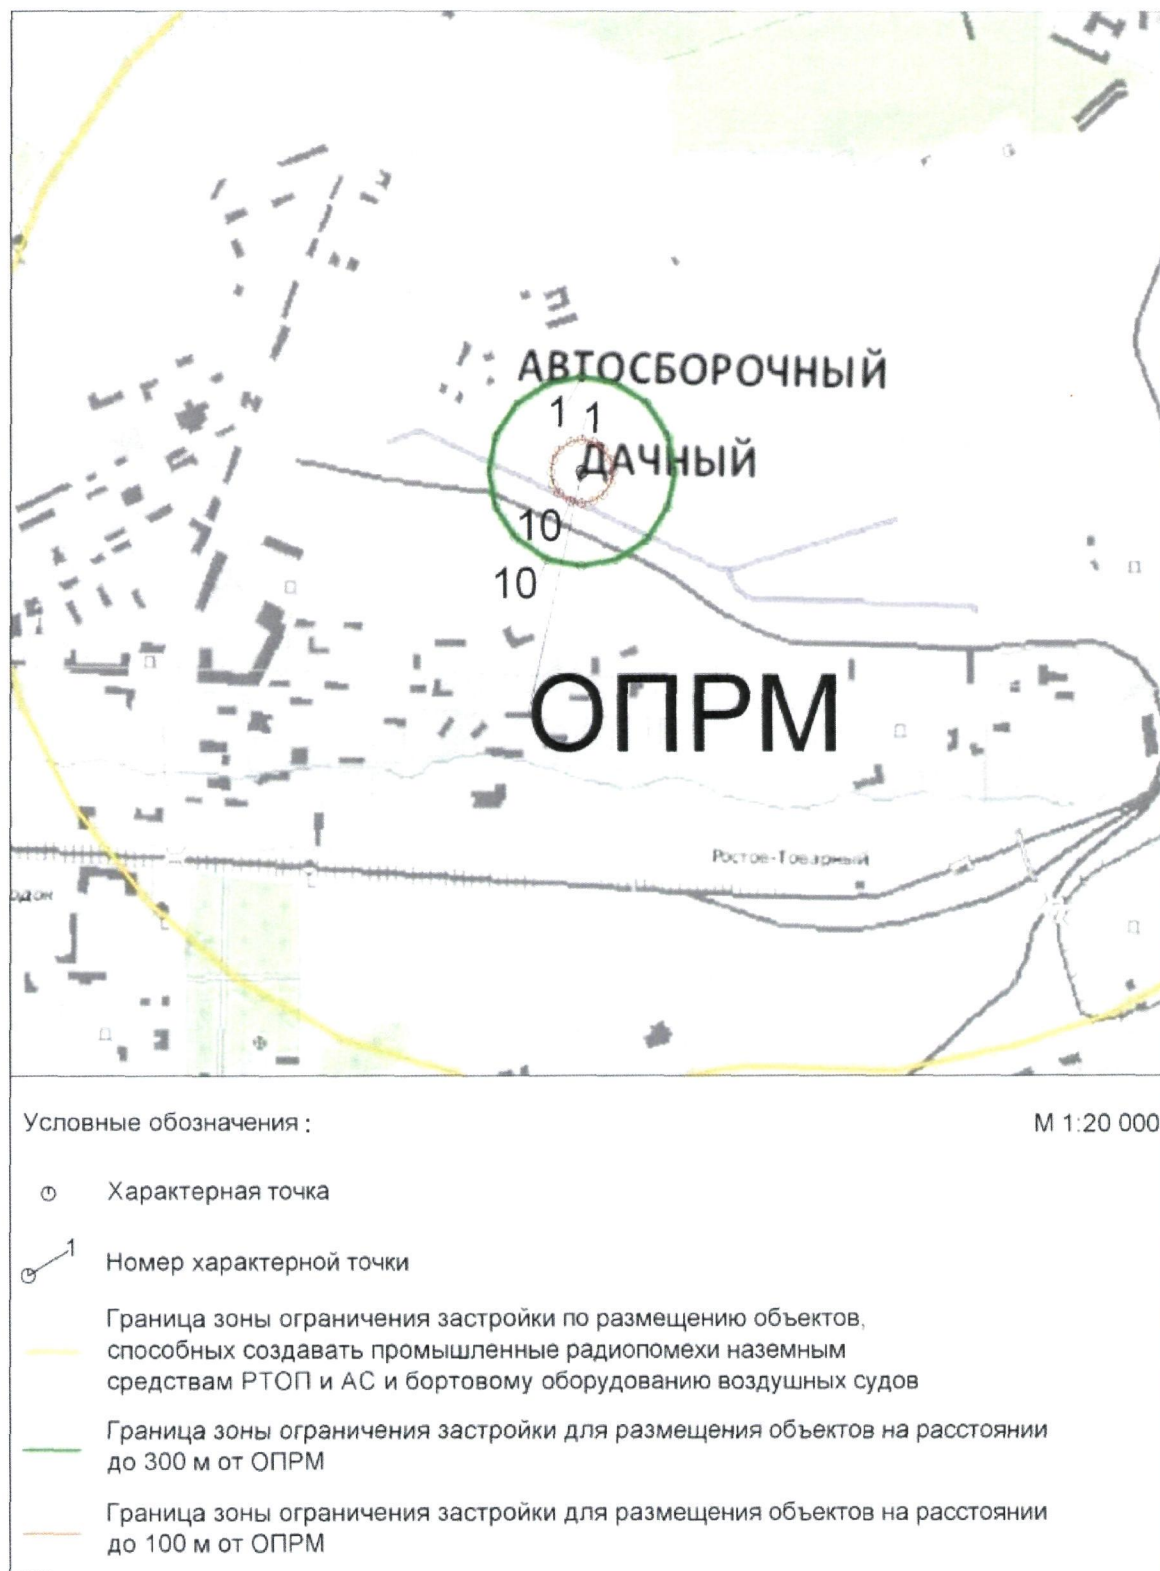 АВТОСБОРОЧНЫЙ
1
1
ДАЧНЫЙ
10
10
ОПРМ
Ростов-Товарный
одон
Условные обозначения :
М 1:20 000
Характерная точка
1
Номер характерной точки
Граница зоны ограничения застройки по размещению объектов,
способных создавать промышленные радиопомехи наземным
средствам РТОП и АС и бортовому оборудованию воздушных судов
Граница зоны ограничения застройки для размещения объектов на расстоянии
до 300 м от ОПРМ
Граница зоны ограничения застройки для размещения объектов на расстоянии
до 100 м от ОПРМ